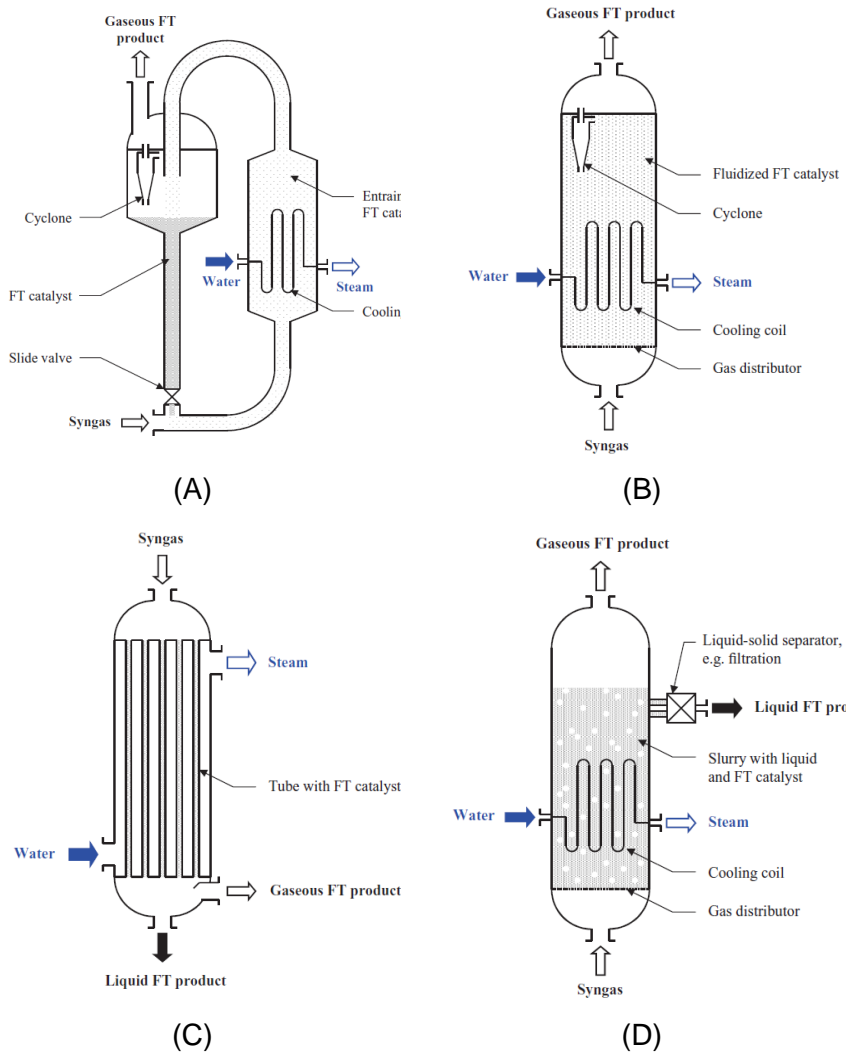 Gaseous FT
product
Cyclone
FT catalyst
Slide valve
Syngas
Water
Steam
Entrain
FT cata
Cooling
(A)
Gaseous FT product
Fluidized FT catalyst
Cyclone
Water
Steam
Cooling coil
Gas distributor
Syngas
(B)
Syngas
Steam
Tube with FT catalyst
Water
Gaseous FT product
Liquid FT product
(C)
Gaseous FT product
Liquid-solid separator,
e.g. filtration
Liquid FT pro
Slurry with liquid
and FT catalyst
Water
Steam
Cooling coil
Gas distributor
Syngas
(D)